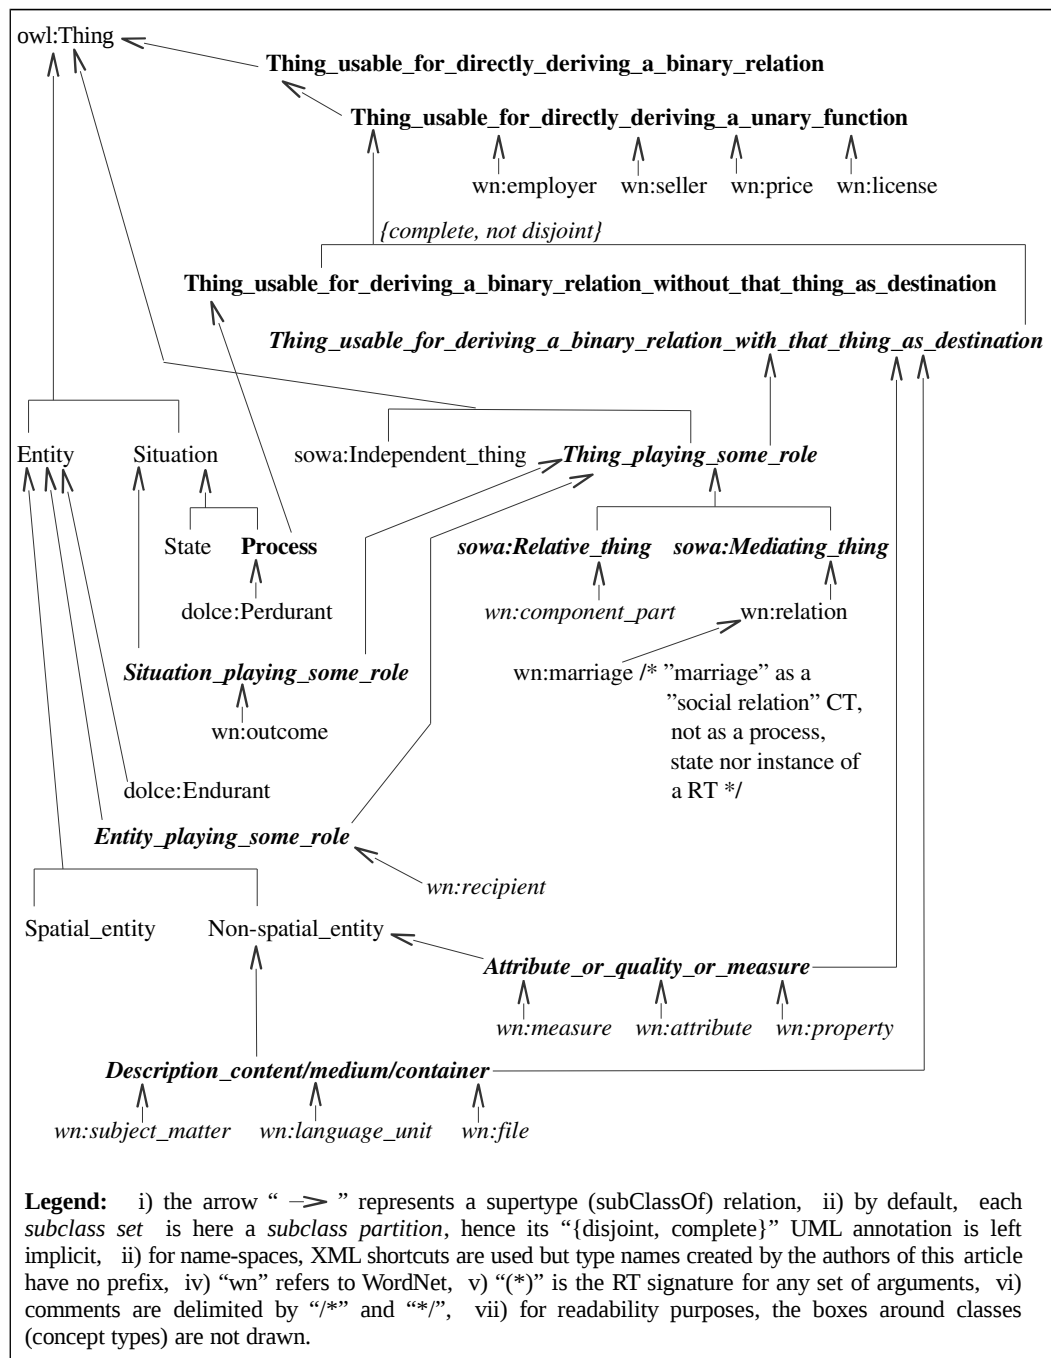 owl:Thing
Thing_usable_for_directly_deriving_a_binary_relation
Thing_usable_for_directly_deriving_a_unary_function
wn:employer wn:seller wn:price wn:license
{complete, not disjoint}
Thing_usable_for_deriving_a_binary_relation_without_that_thing_as_destination
Thing_usable_for_deriving_a_binary_relation_with_that_thing_as_destination
Entity Situation sowa:Independent_thing Thing_playing_some_role
State Process sowa:Relative_thing sowa:Mediating_thing
dolce:Perdurant wn:component_part wn:relation
Situation_playing_some_role wn:marriage /* ”marriage” as a
”social relation” CT,
wn:outcome not as a process,
state nor instance of
dolce:Endurant a RT */
Entity_playing_some_role
wn:recipient
Spatial_entity Non-spatial_entity
Attribute_or_quality_or_measure
wn:measure wn:attribute wn:property
Description_content/medium/container
wn:subject_matter wn:language_unit wn:file
Legend: i) the arrow “ —> ” represents a supertype (subClassOf) relation, ii) by default, each
subclass set is here a subclass partition, hence its “{disjoint, complete}” UML annotation is left
implicit, ii) for name-spaces, XML shortcuts are used but type names created by the authors of this article
have no prefix, iv) “wn” refers to WordNet, v) “(*)” is the RT signature for any set of arguments, vi)
comments are delimited by “/*” and “*/”, vii) for readability purposes, the boxes around classes
(concept types) are not drawn.